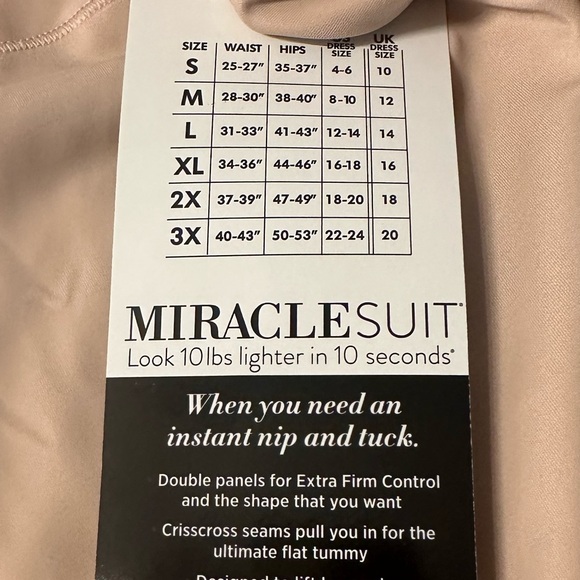 SIZE WAIST HIPS DRESS SIZE UK DRESS SIZE
S 25-27" 35-37" 4-6 10
M 28-30" 38-40" 8-10 12
L 31-33" 41-43" 12-14 14
XL 34-36" 44-46" 16-18 16
2X 37-39" 47-49" 18-20 18
3X 40-43" 50-53" 22-24 20
MIRACLESUIT®
Look 10lbs lighter in 10 seconds®
When you need an
instant nip and tuck.
Double panels for Extra Firm Control
and the shape that you want
Crisscross seams pull you in for the
ultimate flat tummy